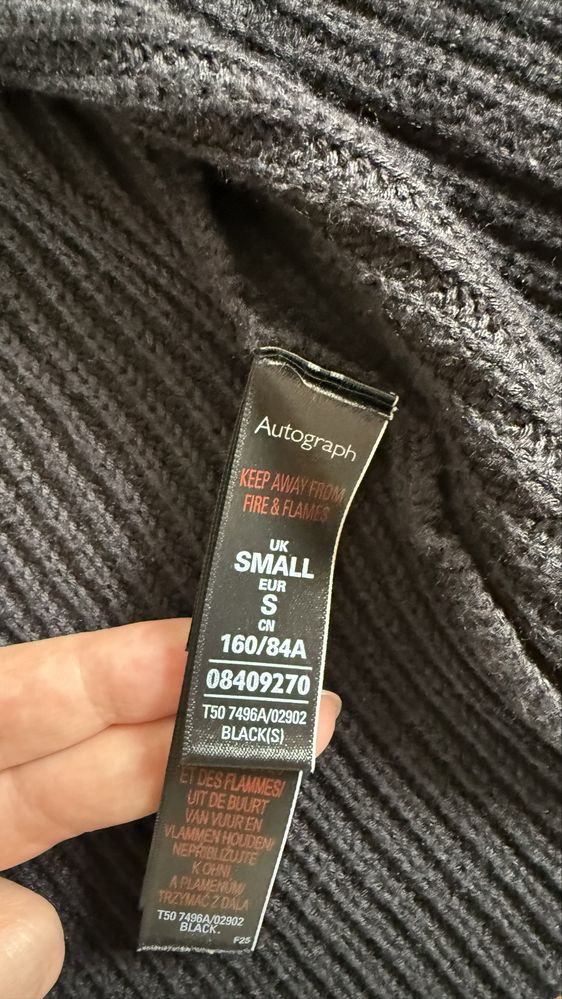 Autograph
KEEP AWAY FROM
FIRE & FLAMES
UK
SMALL
EUR
S
CN
160/84A
08409270
T50 7496A/02902
BLACK(S)
ET DES FLAMMES/
UIT DE BUURT
VAN VUUR EN
VLAMMEN HOUDEN/
NEPŘIBLIŽUJTE
K OHNI
A PLAMENŮM/
TRZYMAĆ Z DALA
T50 7496A/02902
BLACK.
F25